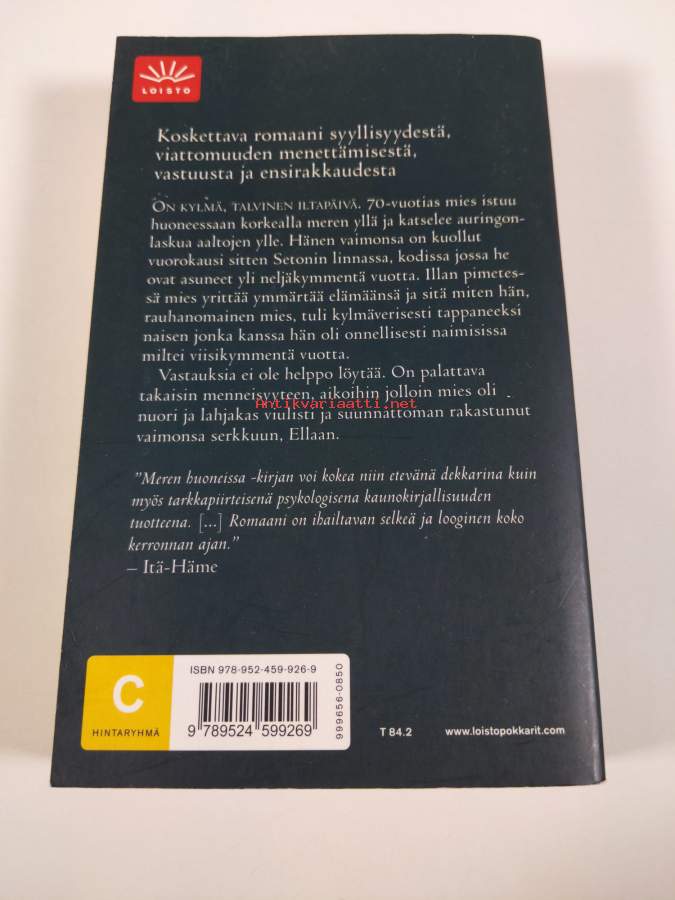 LOISTO
Koskettava romaani syyllisyydestä,
viattomuuden menettämisestä,
vastuusta ja ensirakkaudesta
ON KYLMÄ, TALVINEN ILTAPÄIVÄ. 70-vuotias mies istuu
huoneessaan korkealla meren yllä ja katselee auringon-
laskua aaltojen ylle. Hänen vaimonsa on kuollut
vuorokausi sitten Setonin linnassa, kodissa jossa he
ovat asuneet yli neljäkymmentä vuotta. Illan pimetes-
sä mies yrittää ymmärtää elämäänsä ja sitä miten hän,
rauhanomainen mies, tuli kylmäverisesti tappaneeksi
naisen jonka kanssa hän oli onnellisesti naimisissa
miltei viisikymmentä vuotta.
Vastauksia ei ole helppo löytää. On palattava
takaisin menneisyyteen, aikoihin jolloin mies oli
Antikvariaatti.net
nuori ja lahjakas viulisti ja suunnattoman rakastunut
vaimonsa serkkuun, Ellaan.
"Meren huoneissa -kirjan voi kokea niin etevänä dekkarina kuin
myös tarkkapiirteisenä psykologisena kaunokirjallisuuden
tuotteena. [...] Romaani on ihailtavan selkeä ja looginen koko
kerronnan ajan."
– Itä-Häme
C
HINTARYHMÄ
ISBN 978-952-459-926-9
9 789524 599269
999656-0850
T 84.2
www.loistopokkarit.com